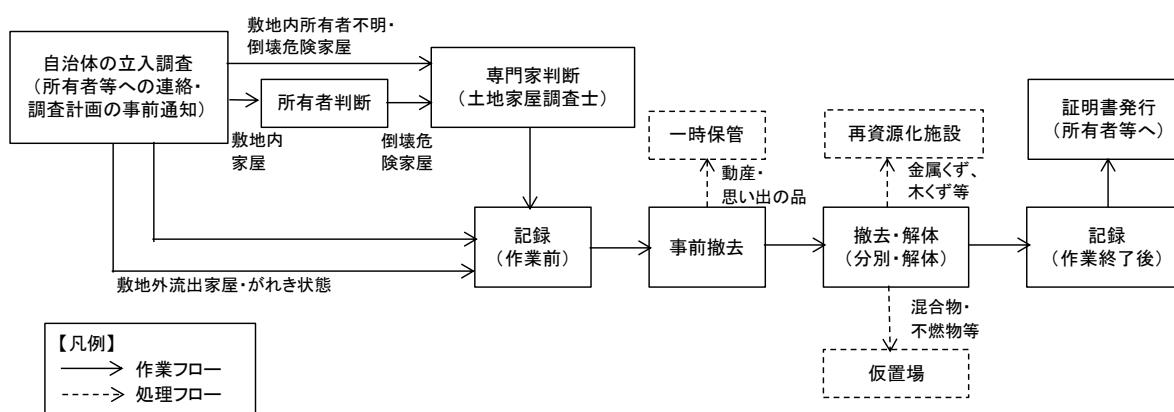 自治体の立入調査
（所有者等への連絡・
調査計画の事前通知）
敷地内所有者不明・
倒壊危険家屋
所有者判断
敷地内
家屋
倒壊危
険家屋
専門家判断
（土地家屋調査士）
敷地外流出家屋・がれき状態
記録
（作業前）
一時保管
動産・
思い出の品
事前撤去
再資源化施設
金属くず、
木くず等
撤去・解体
（分別・解体）
混合物・
不燃物等
仮置場
証明書発行
（所有者等へ）
記録
（作業終了後）
【凡例】
作業フロー
処理フロー